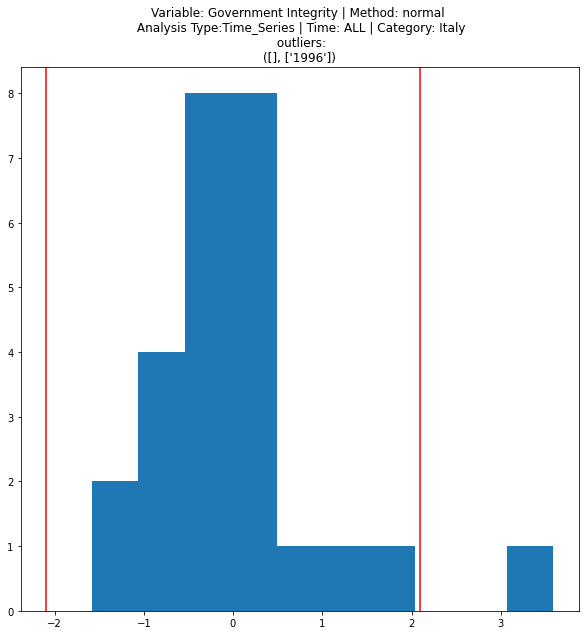 Variable: Government Integrity | Method: normal
Analysis Type:Time_Series | Time: ALL | Category: Italy
outliers:
([], ['1996'])
8
7
6
5
4
3
2
1
0
−2 −1 0 1 2 3